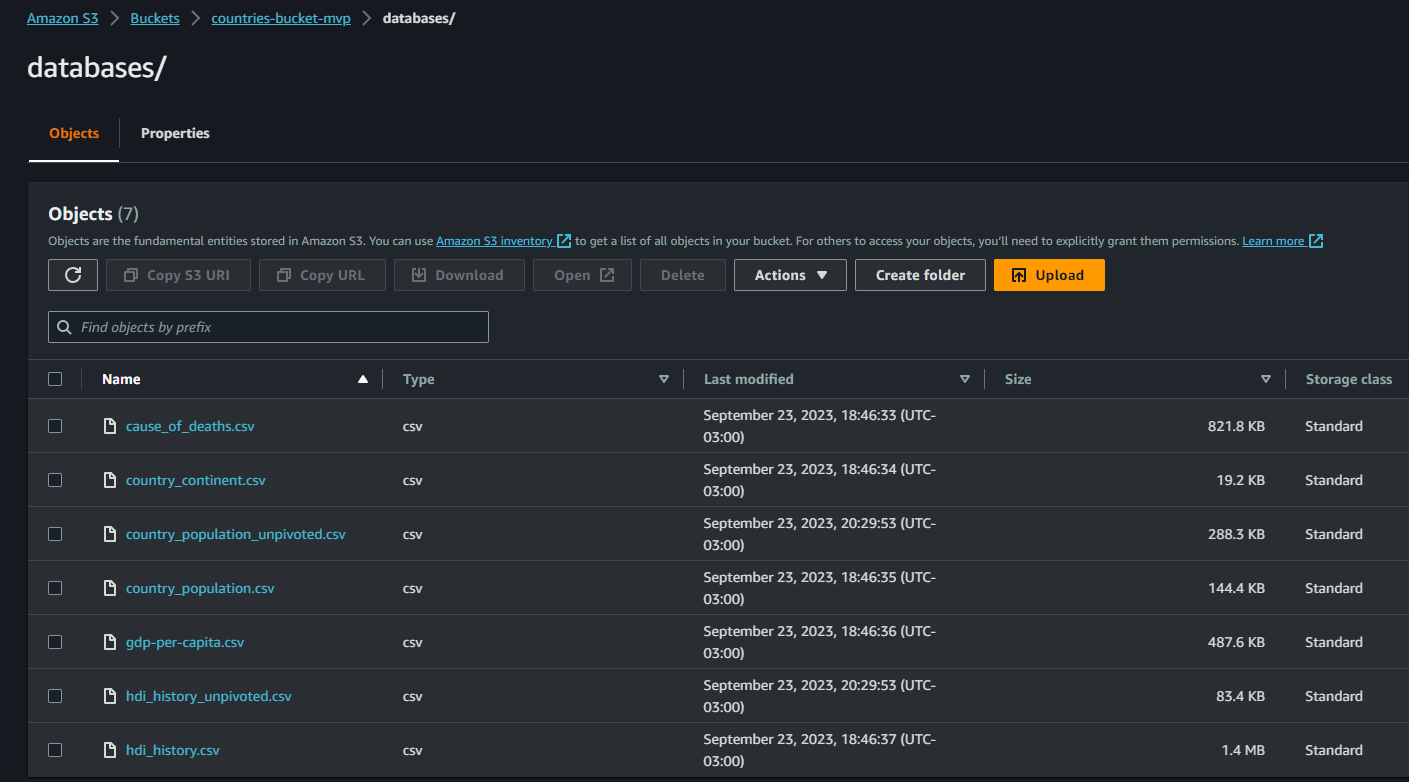 Amazon S3 > Buckets > countries-bucket-mvp > databases/
databases/
Objects Properties
Objects (7)
Objects are the fundamental entities stored in Amazon S3. You can use Amazon S3 inventory to get a list of all objects in your bucket. For others to access your objects, you'll need to explicitly grant them permissions. Learn more
Copy S3 URI Copy URL Download Open Delete Actions Create folder Upload
Find objects by prefix
Name Type Last modified Size Storage class
cause_of_deaths.csv csv September 23, 2023, 18:46:33 (UTC-
03:00) 821.8 KB Standard
country_continent.csv csv September 23, 2023, 18:46:34 (UTC-
03:00) 19.2 KB Standard
country_population_unpivoted.csv csv September 23, 2023, 20:29:53 (UTC-
03:00) 288.3 KB Standard
country_population.csv csv September 23, 2023, 18:46:35 (UTC-
03:00) 144.4 KB Standard
gdp-per-capita.csv csv September 23, 2023, 18:46:36 (UTC-
03:00) 487.6 KB Standard
hdi_history_unpivoted.csv csv September 23, 2023, 20:29:53 (UTC-
03:00) 83.4 KB Standard
hdi_history.csv csv September 23, 2023, 18:46:37 (UTC-
03:00) 1.4 MB Standard